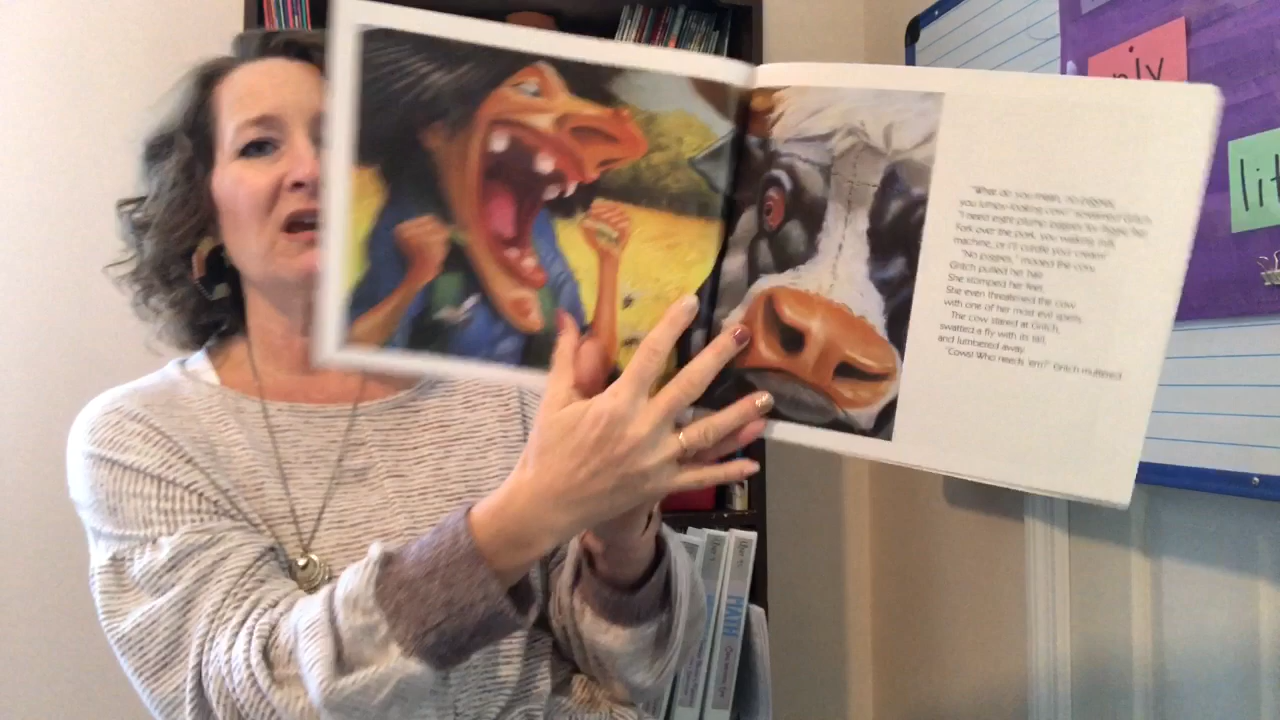 "What do you mean, no piggies,
you lumpy-looking cow?" screamed Gritch.
"I need eight plump piggies for Piggie Pie!
Fork over the pork, you walking milk
machine, or I'll curdle your cream!"
"No piggies," mooed the cow.
Gritch pulled her hair.
She stomped her feet.
She even threatened the cow
with one of her most evil spells.
The cow stared at Gritch,
swatted a fly with its tail,
and lumbered away.
"Cows! Who needs 'em?" Gritch muttered.
MATH